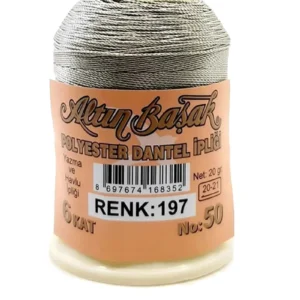 Altın Başak
POLYESTER DANTEL İPLİĞİ
Yazma
ve
Havlu
İpliği
8 697674 168352
Net: 20 gr.
20-21
RENK:197
6 KAT
No: 50